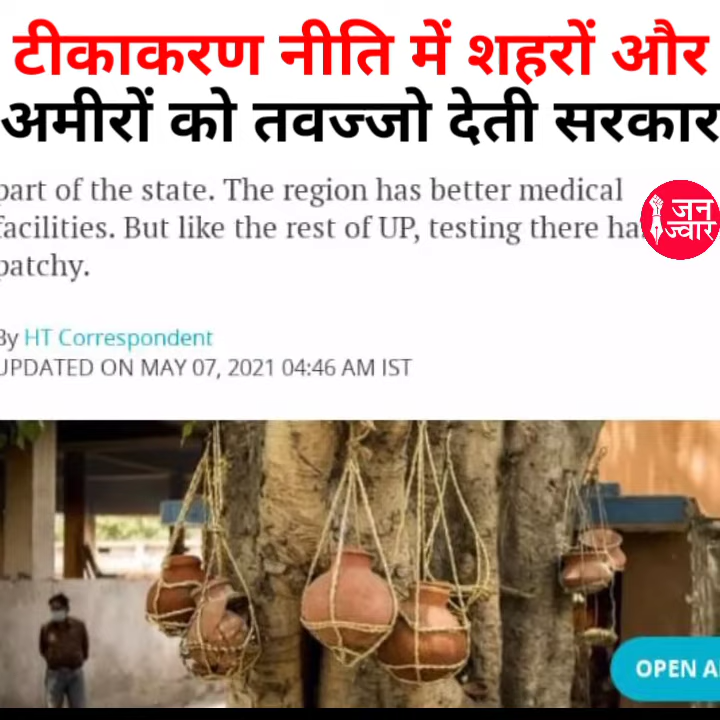 टीकाकरण नीति में शहरों और
अमीरों को तवज्जो देती सरकार
part of the state. The region has better medical
facilities. But like the rest of UP, testing there ha
patchy.
जन
ज्वार
By HT Correspondent
UPDATED ON MAY 07, 2021 04:46 AM IST
OPEN A